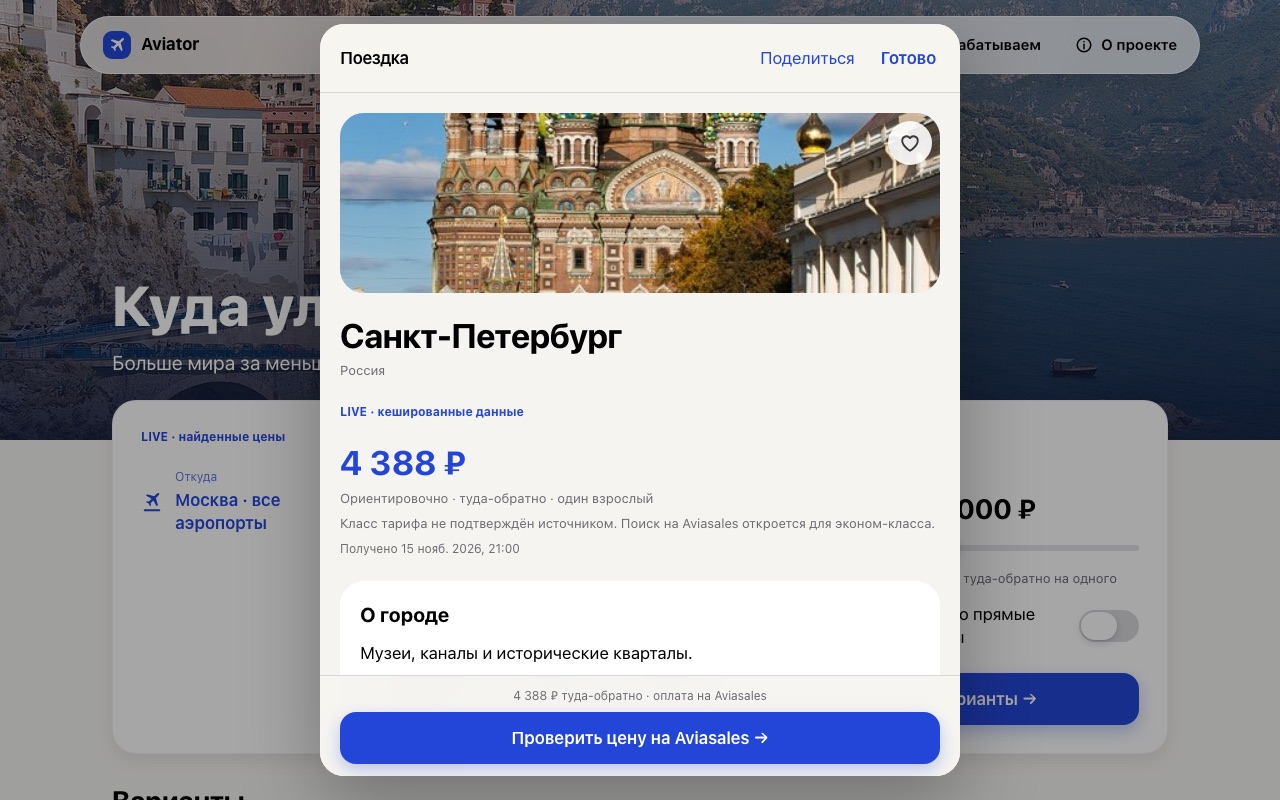 Aviator
абатываем
О проекте
Поездка
Поделиться
Готово
Куда ул
Больше мира за меньш
Санкт-Петербург
Россия
LIVE · кешированные данные
4 388 ₽
Ориентировочно · туда-обратно · один взрослый
Класс тарифа не подтверждён источником. Поиск на Aviasales откроется для эконом-класса.
Получено 15 нояб. 2026, 21:00
О городе
Музеи, каналы и исторические кварталы.
4 388 ₽ туда-обратно · оплата на Aviasales
Проверить цену на Aviasales →
LIVE · найденные цены
Откуда
Москва · все
аэропорты
000 ₽
туда-обратно на одного
о прямые
ы
рианты →
Варианты